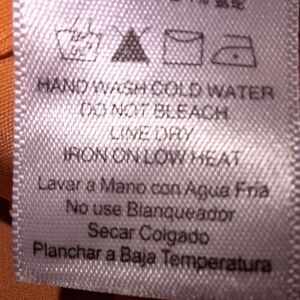 HAND WASH COLD WATER
DO NOT BLEACH
LINE DRY
IRON ON LOW HEAT
Lavar a Mano con Agua Fria
No use Blanqueador
Secar Colgado
Planchar a Baja Temperatura